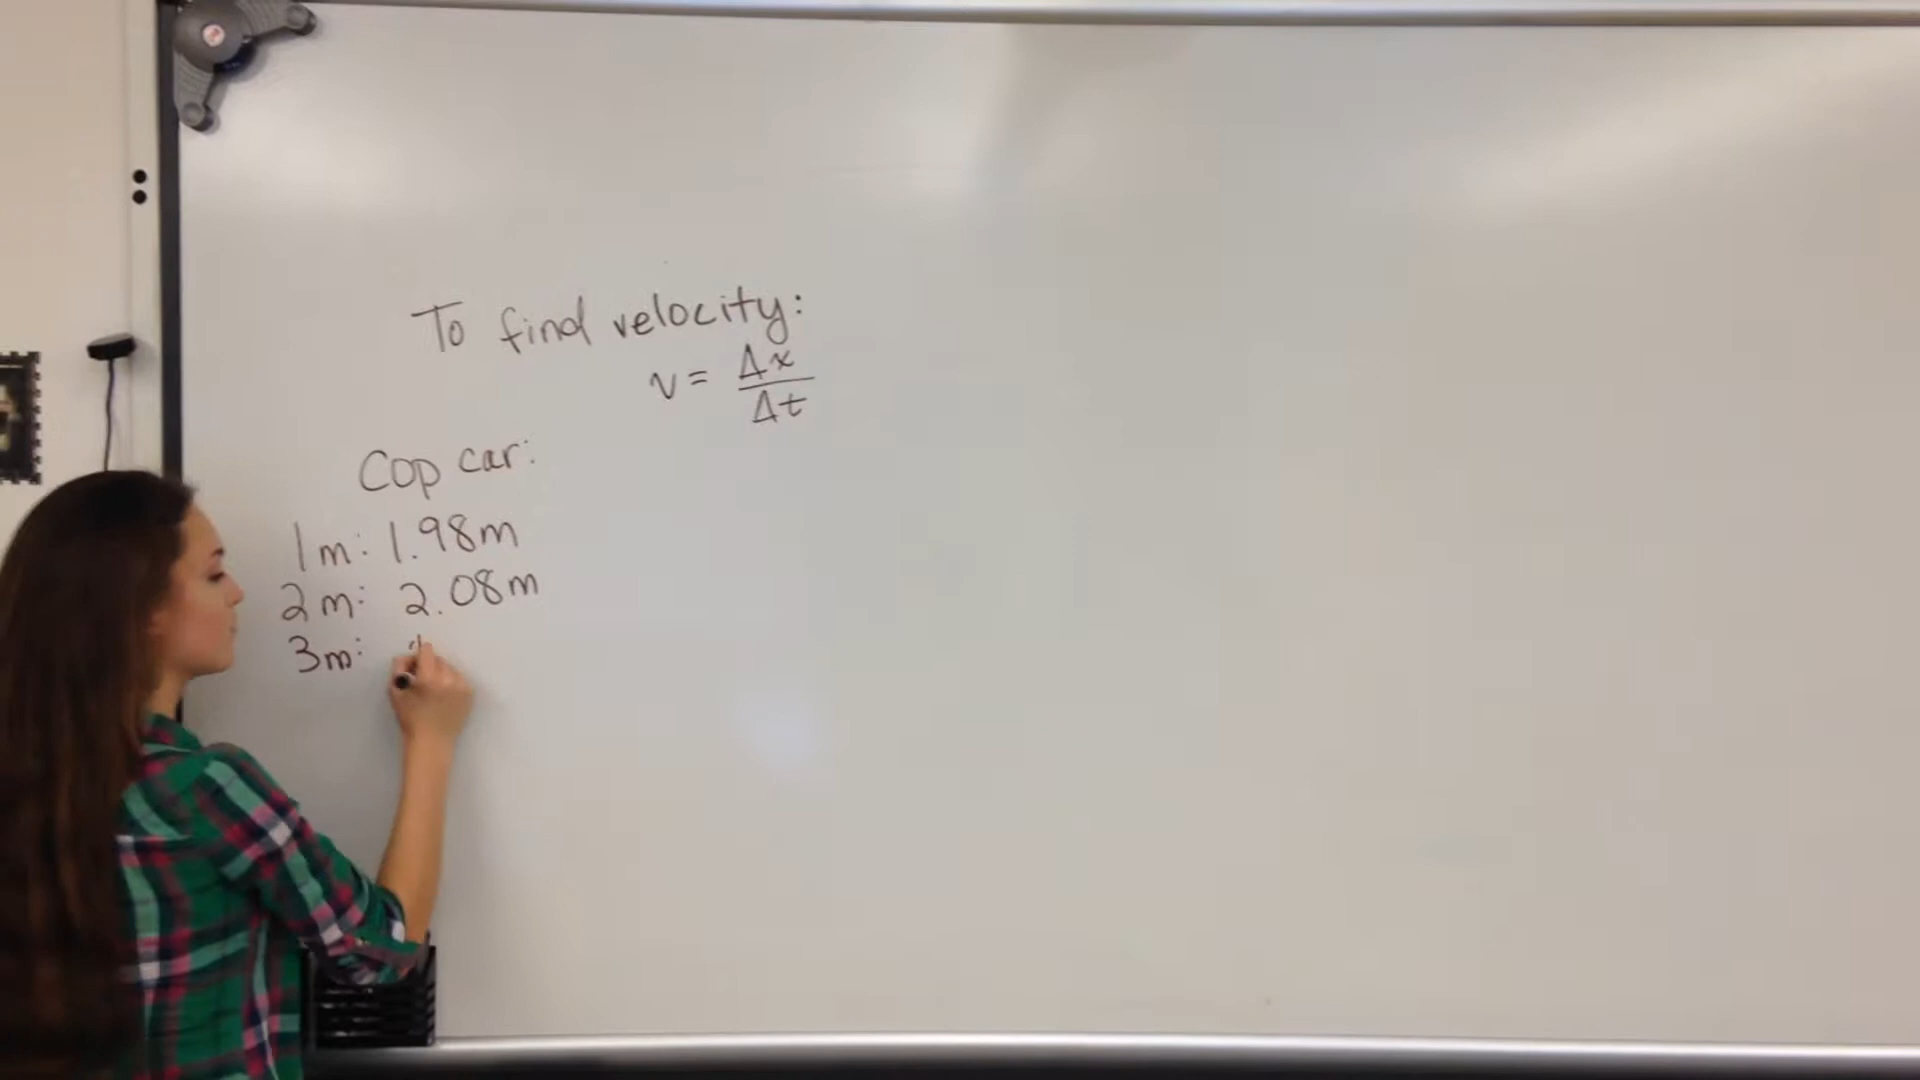 To find velocity:
v = Δx/Δt
Cop car:
1m: 1.98m
2m: 2.08m
3m: